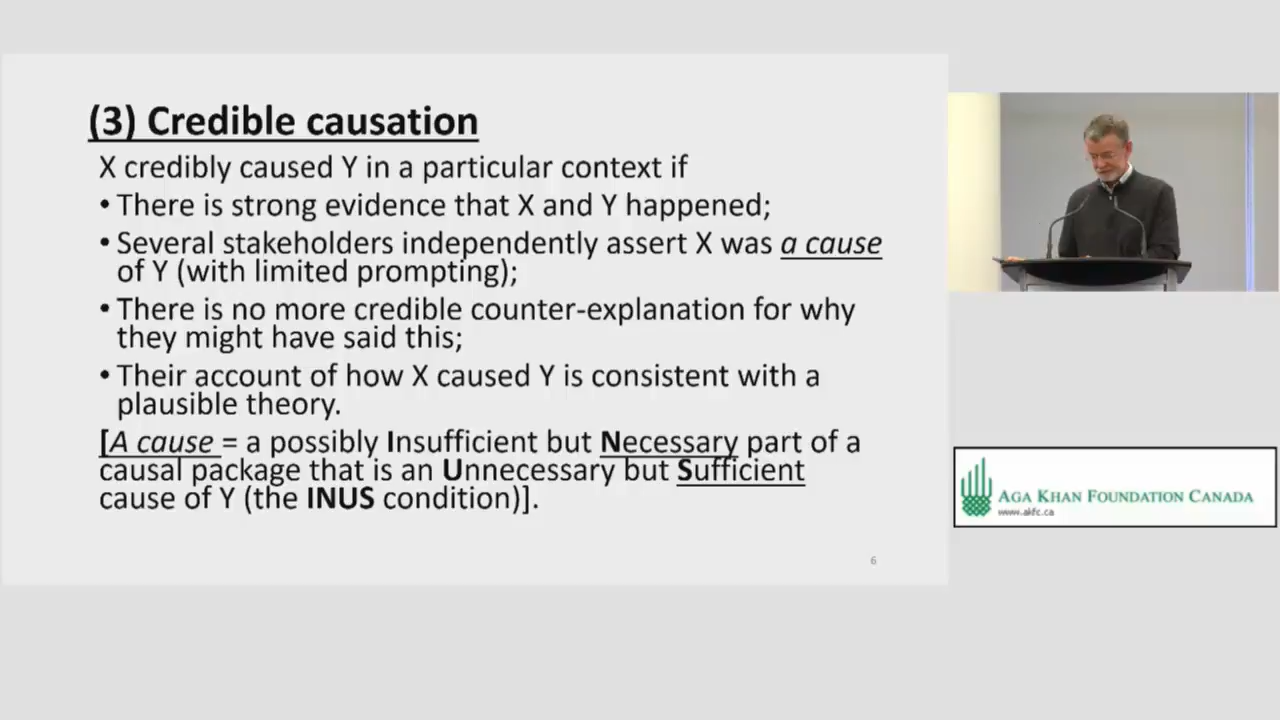 (3) Credible causation
X credibly caused Y in a particular context if
• There is strong evidence that X and Y happened;
• Several stakeholders independently assert X was a cause
of Y (with limited prompting);
• There is no more credible counter-explanation for why
they might have said this;
• Their account of how X caused Y is consistent with a
plausible theory.
[A cause = a possibly Insufficient but Necessary part of a
causal package that is an Unnecessary but Sufficient
cause of Y (the INUS condition)].
6
AGA KHAN FOUNDATION CANADA
www.akfc.ca